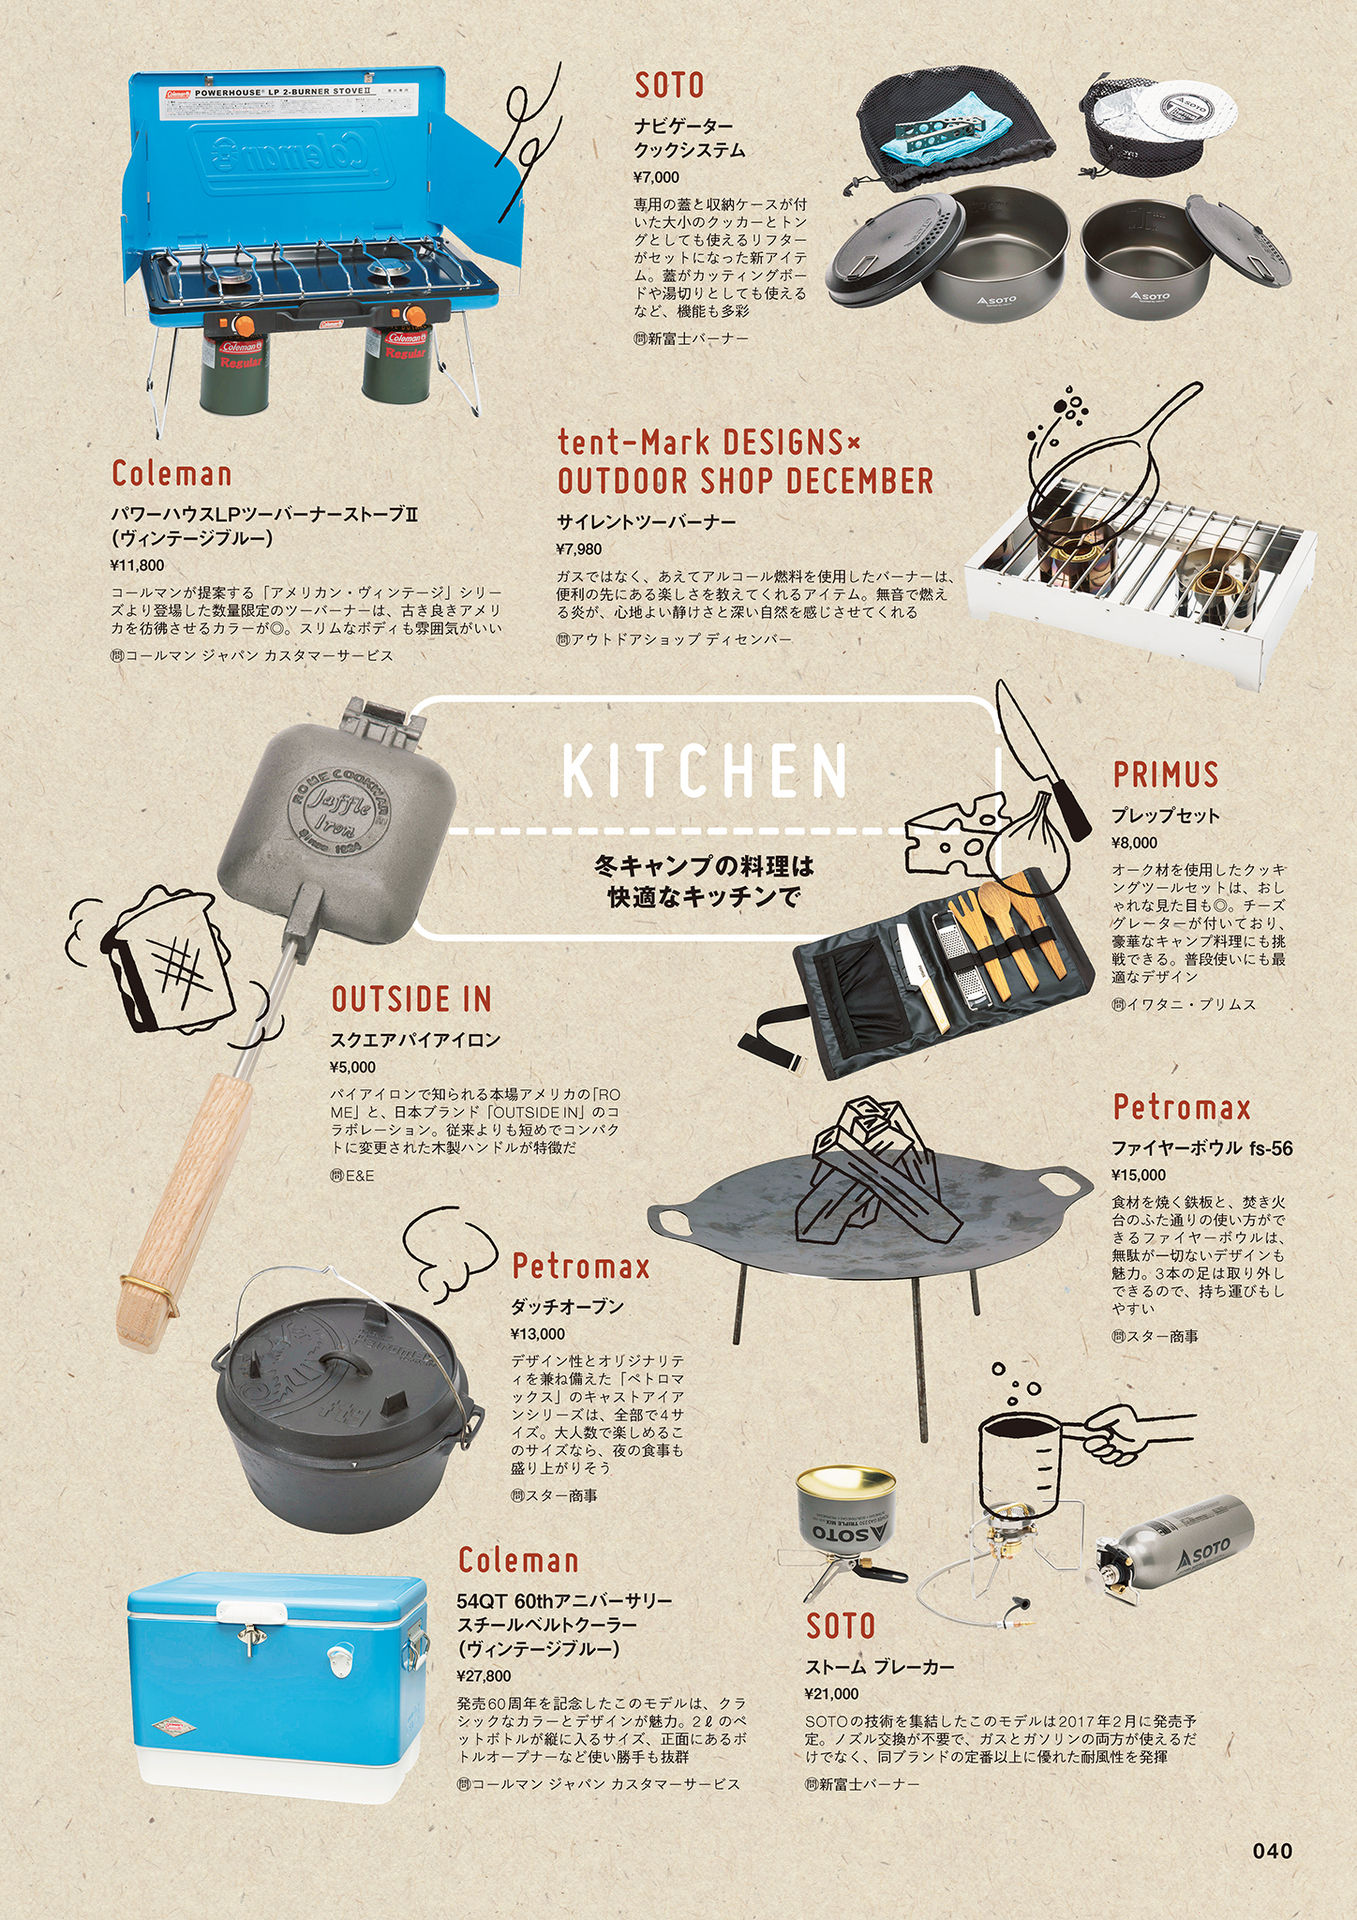 POWERHOUSE® LP 2-BURNER STOVE II
Coleman
Coleman
Coleman
Regular
Coleman
Regular
Coleman
パワーハウスLPツーバーナーストーブⅡ
（ヴィンテージブルー）
¥11,800
コールマンが提案する「アメリカン・ヴィンテージ」シリー
ズより登場した数量限定のツーバーナーは、古き良きアメリ
カを彷彿させるカラーが◎。スリムなボディも雰囲気がいい
㉄コールマン ジャパン カスタマーサービス
SOTO
ナビゲーター
クックシステム
¥7,000
専用の蓋と収納ケースが付
いた大小のクッカーとトン
グとしても使えるリフター
がセットになった新アイテ
ム。蓋がカッティングボー
ドや湯切りとしても使える
など、機能も多彩
㉄新富士バーナー
SOTO
SOTO
SOTO
tent-Mark DESIGNS×
OUTDOOR SHOP DECEMBER
サイレントツーバーナー
¥7,980
ガスではなく、あえてアルコール燃料を使用したバーナーは、
便利の先にある楽しさを教えてくれるアイテム。無音で燃え
る炎が、心地よい静けさと深い自然を感じさせてくれる
㉄アウトドアショップ ディセンバー
KITCHEN
冬キャンプの料理は
快適なキッチンで
ROME COOKWARE
Jaffle
Iron
Since 1964
OUTSIDE IN
スクエアパイアイロン
¥5,000
パイアイロンで知られる本場アメリカの「RO
ME」と、日本ブランド「OUTSIDE IN」のコ
ラボレーション。従来よりも短めでコンパク
トに変更された木製ハンドルが特徴だ
㉄E&E
PRIMUS
プレップセット
¥8,000
オーク材を使用したクッキ
ングツールセットは、おし
ゃれな見た目も◎。チーズ
グレーターが付いており、
豪華なキャンプ料理にも挑
戦できる。普段使いにも最
適なデザイン
㉄イワタニ・プリムス
Petromax
ファイヤーボウル fs-56
¥15,000
食材を焼く鉄板と、焚き火
台のふた通りの使い方がで
きるファイヤーボウルは、
無駄が一切ないデザインも
魅力。3本の足は取り外し
できるので、持ち運びもし
やすい
㉄スター商事
Petromax
ダッチオーブン
¥13,000
デザイン性とオリジナリテ
ィを兼ね備えた「ペトロマ
ックス」のキャストアイア
ンシリーズは、全部で4サ
イズ。大人数で楽しめるこ
のサイズなら、夜の食事も
盛り上がりそう
㉄スター商事
Coleman
54QT 60thアニバーサリー
スチールベルトクーラー
（ヴィンテージブルー）
¥27,800
発売60周年を記念したこのモデルは、クラ
シックなカラーとデザインが魅力。2ℓのペ
ットボトルが縦に入るサイズ、正面にあるボ
トルオープナーなど使い勝手も抜群
㉄コールマン ジャパン カスタマーサービス
SOTO
SOTO
SOTO
ストーム ブレーカー
¥21,000
SOTOの技術を集結したこのモデルは2017年2月に発売予
定。ノズル交換が不要で、ガスとガソリンの両方が使えるだ
けでなく、同ブランドの定番以上に優れた耐風性を発揮
㉄新富士バーナー
040